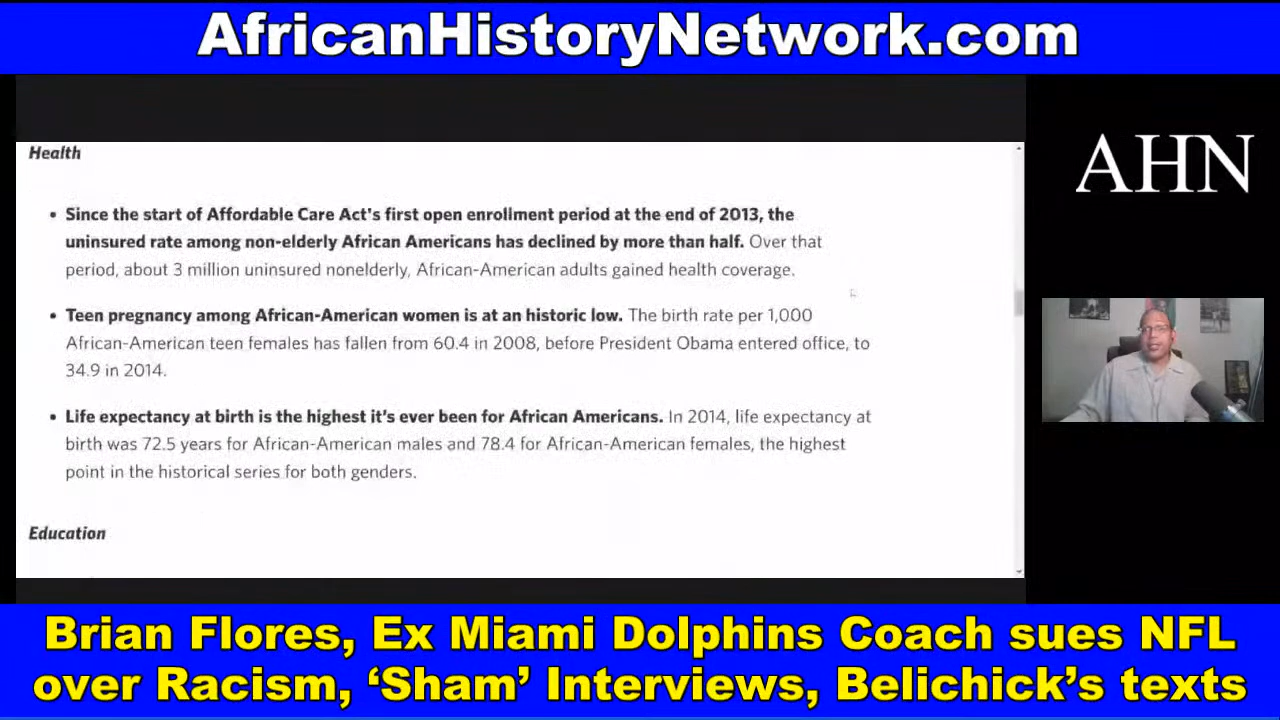 AfricanHistoryNetwork.com
AHN
Health
• Since the start of Affordable Care Act's first open enrollment period at the end of 2013, the
uninsured rate among non-elderly African Americans has declined by more than half. Over that
period, about 3 million uninsured nonelderly, African-American adults gained health coverage.
• Teen pregnancy among African-American women is at an historic low. The birth rate per 1,000
African-American teen females has fallen from 60.4 in 2008, before President Obama entered office, to
34.9 in 2014.
• Life expectancy at birth is the highest it's ever been for African Americans. In 2014, life expectancy at
birth was 72.5 years for African-American males and 78.4 for African-American females, the highest
point in the historical series for both genders.
Education
Brian Flores, Ex Miami Dolphins Coach sues NFL
over Racism, ‘Sham’ Interviews, Belichick’s texts